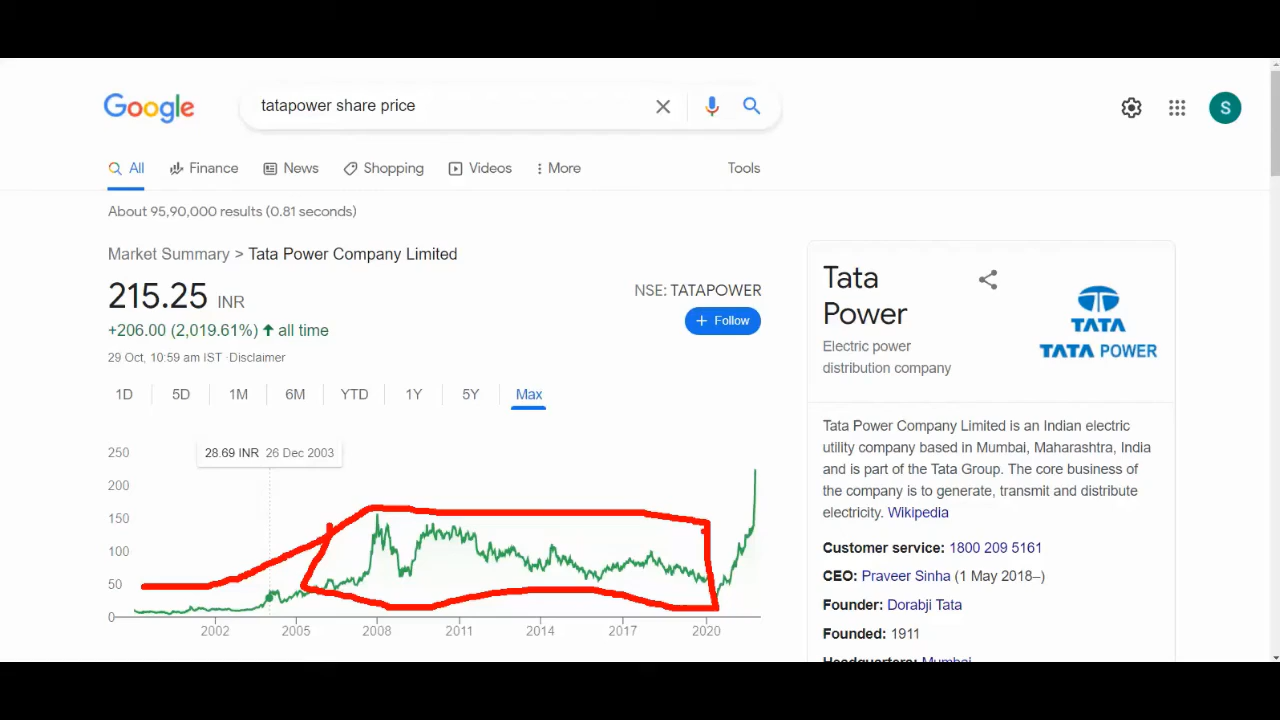 Google
tatapower share price
S
All Finance News Shopping Videos More Tools
About 95,90,000 results (0.81 seconds)
Market Summary > Tata Power Company Limited
215.25 INR
+206.00 (2,019.61%) all time
29 Oct, 10:59 am IST · Disclaimer
NSE: TATAPOWER
+ Follow
1D 5D 1M 6M YTD 1Y 5Y Max
28.69 INR 26 Dec 2003
250
200
150
100
50
0
2002 2005 2008 2011 2014 2017 2020
Tata
Power
Electric power
distribution company
TATA
TATA POWER
Tata Power Company Limited is an Indian electric
utility company based in Mumbai, Maharashtra, India
and is part of the Tata Group. The core business of
the company is to generate, transmit and distribute
electricity. Wikipedia
Customer service: 1800 209 5161
CEO: Praveer Sinha (1 May 2018–)
Founder: Dorabji Tata
Founded: 1911
Headquarters: Mumbai